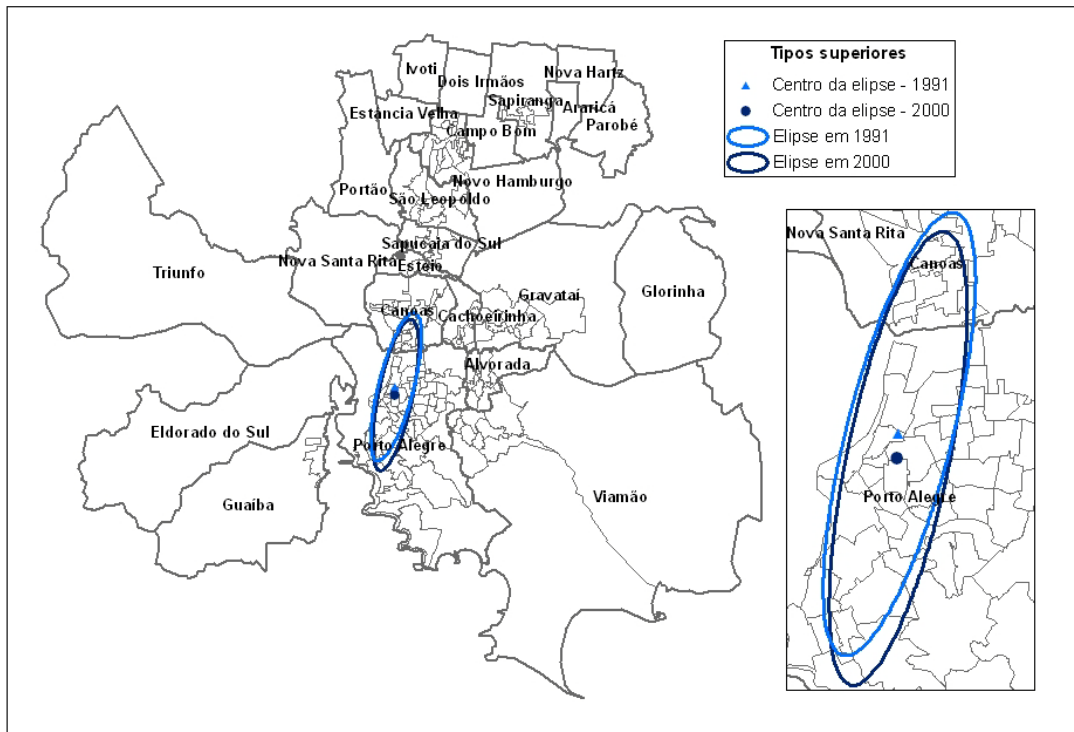 Tipos superiores
Centro da elipse - 1991
Centro da elipse - 2000
Elipse em 1991
Elipse em 2000
Ivoti
Dois Irmãos
Nova Hartz
Sapiranga
Araricá
Parobé
Estância Velha
Campo Bom
Portão
Novo Hamburgo
São Leopoldo
Sapucaia do Sul
Nova Santa Rita
Esteio
Triunfo
Glorinha
Gravataí
Canoas
Cachoeirinha
Alvorada
Eldorado do Sul
Porto Alegre
Guaíba
Viamão
Nova Santa Rita
Canoas
Porto Alegre